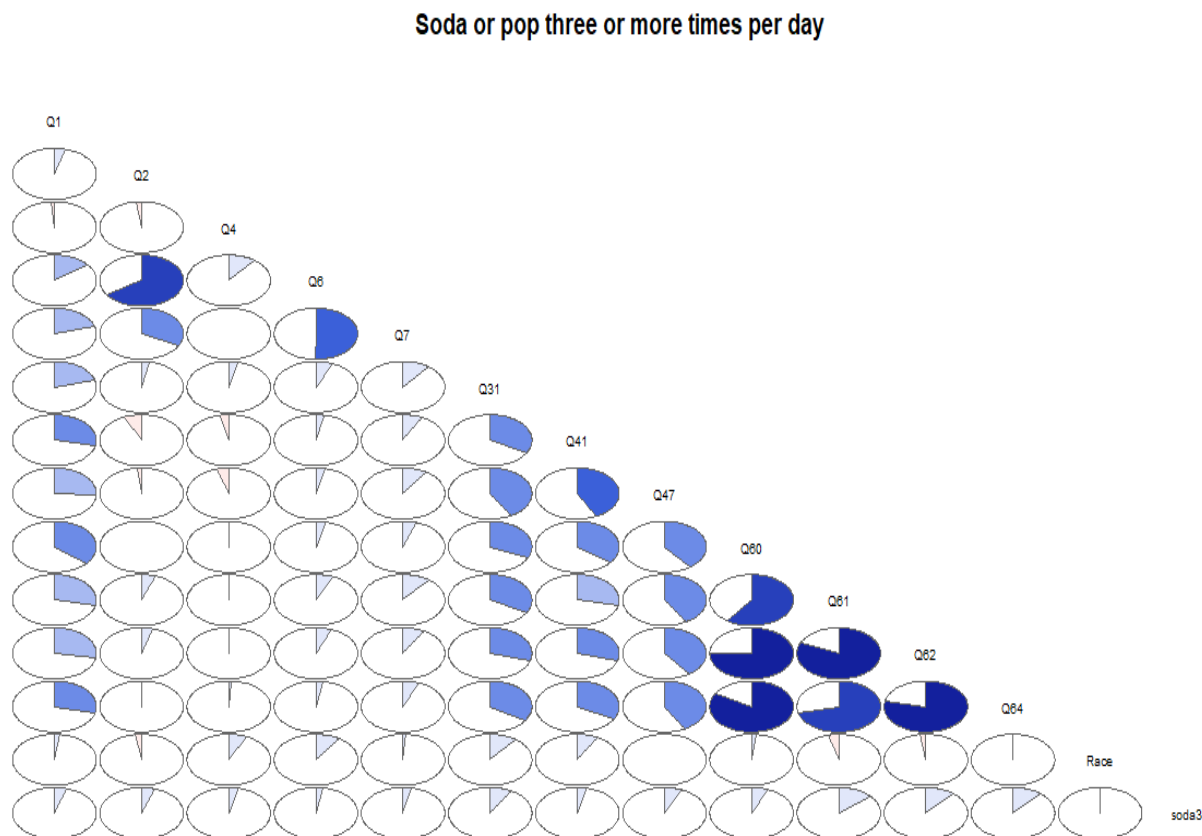 Soda or pop three or more times per day
Q1
Q2
Q4
Q6
Q7
Q31
Q41
Q47
Q60
Q61
Q62
Q64
Race
soda3